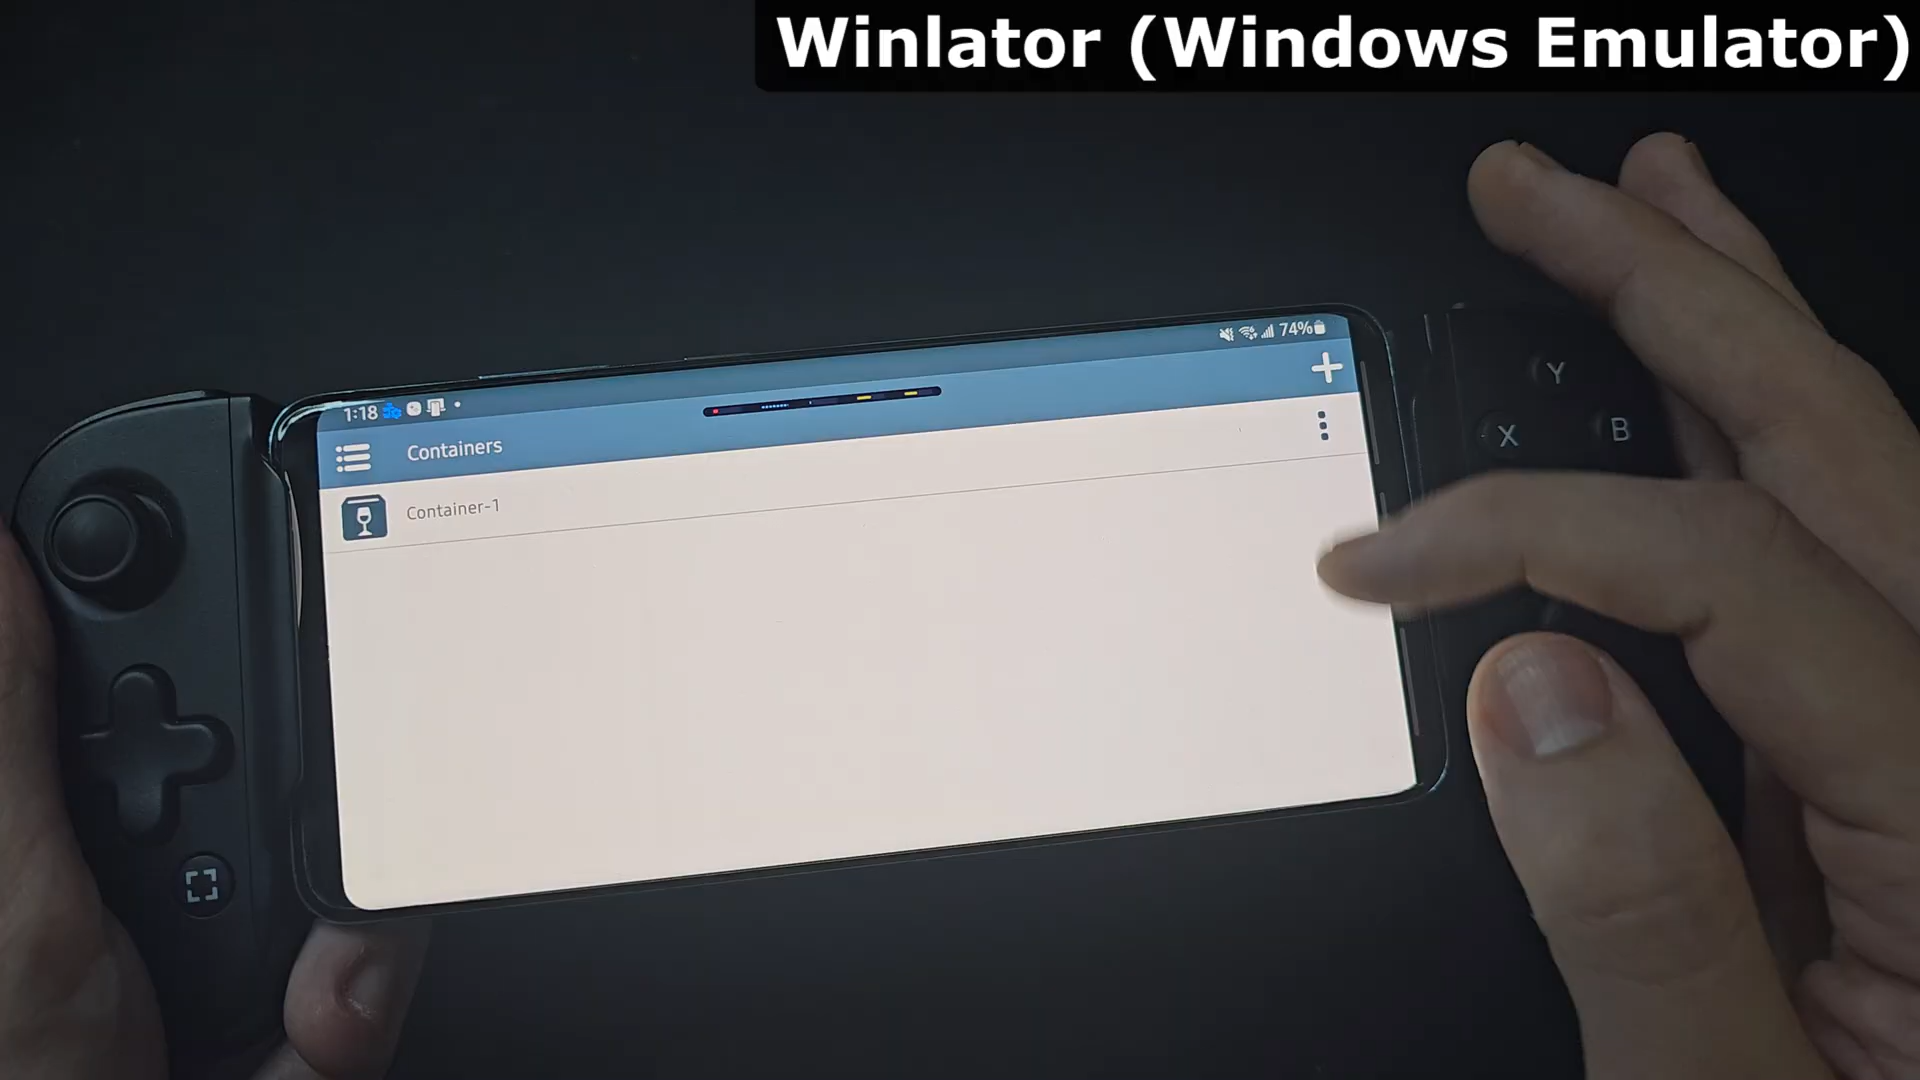 Winlator (Windows Emulator)
74%
1:18
Containers
Container-1
Y
X
B